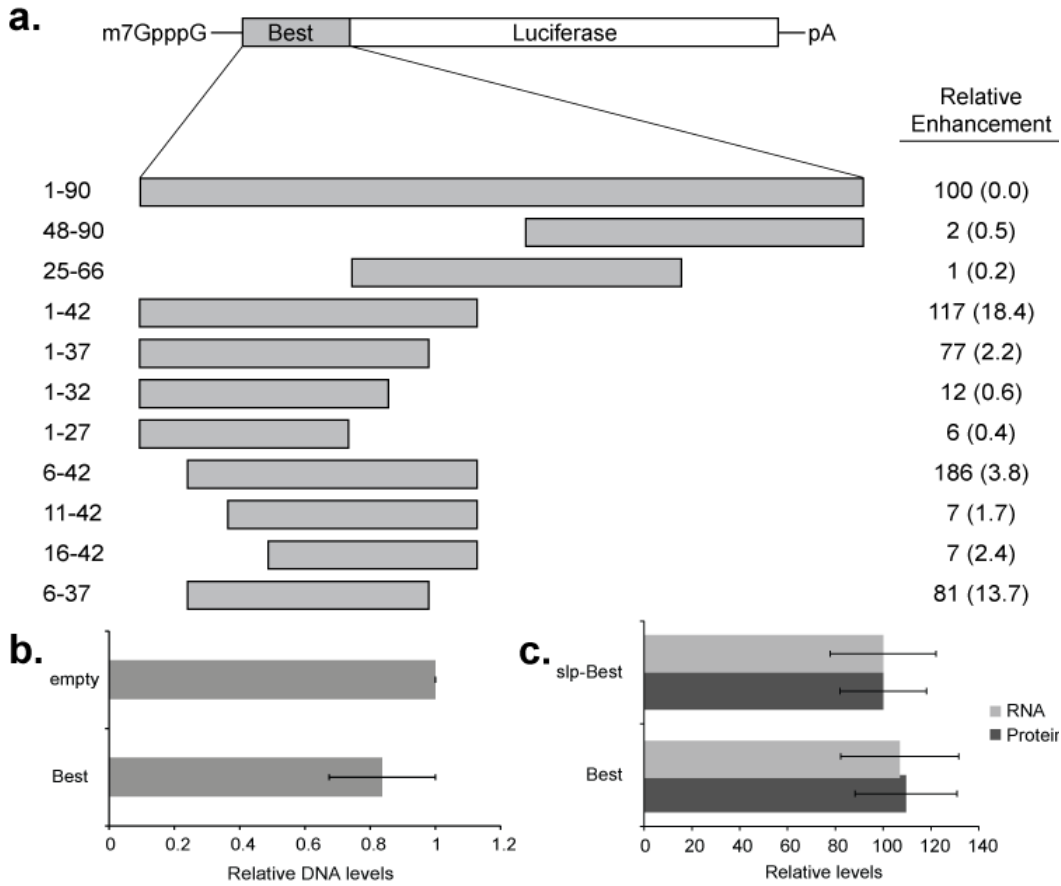 a.
m7GpppG
Best
Luciferase
pA
Relative
Enhancement
1-90 100 (0.0)
48-90 2 (0.5)
25-66 1 (0.2)
1-42 117 (18.4)
1-37 77 (2.2)
1-32 12 (0.6)
1-27 6 (0.4)
6-42 186 (3.8)
11-42 7 (1.7)
16-42 7 (2.4)
6-37 81 (13.7)
b.
empty
Best
0 0.2 0.4 0.6 0.8 1 1.2
Relative DNA levels
c.
slp-Best
Best
RNA
Protein
0 20 40 60 80 100 120 140
Relative levels